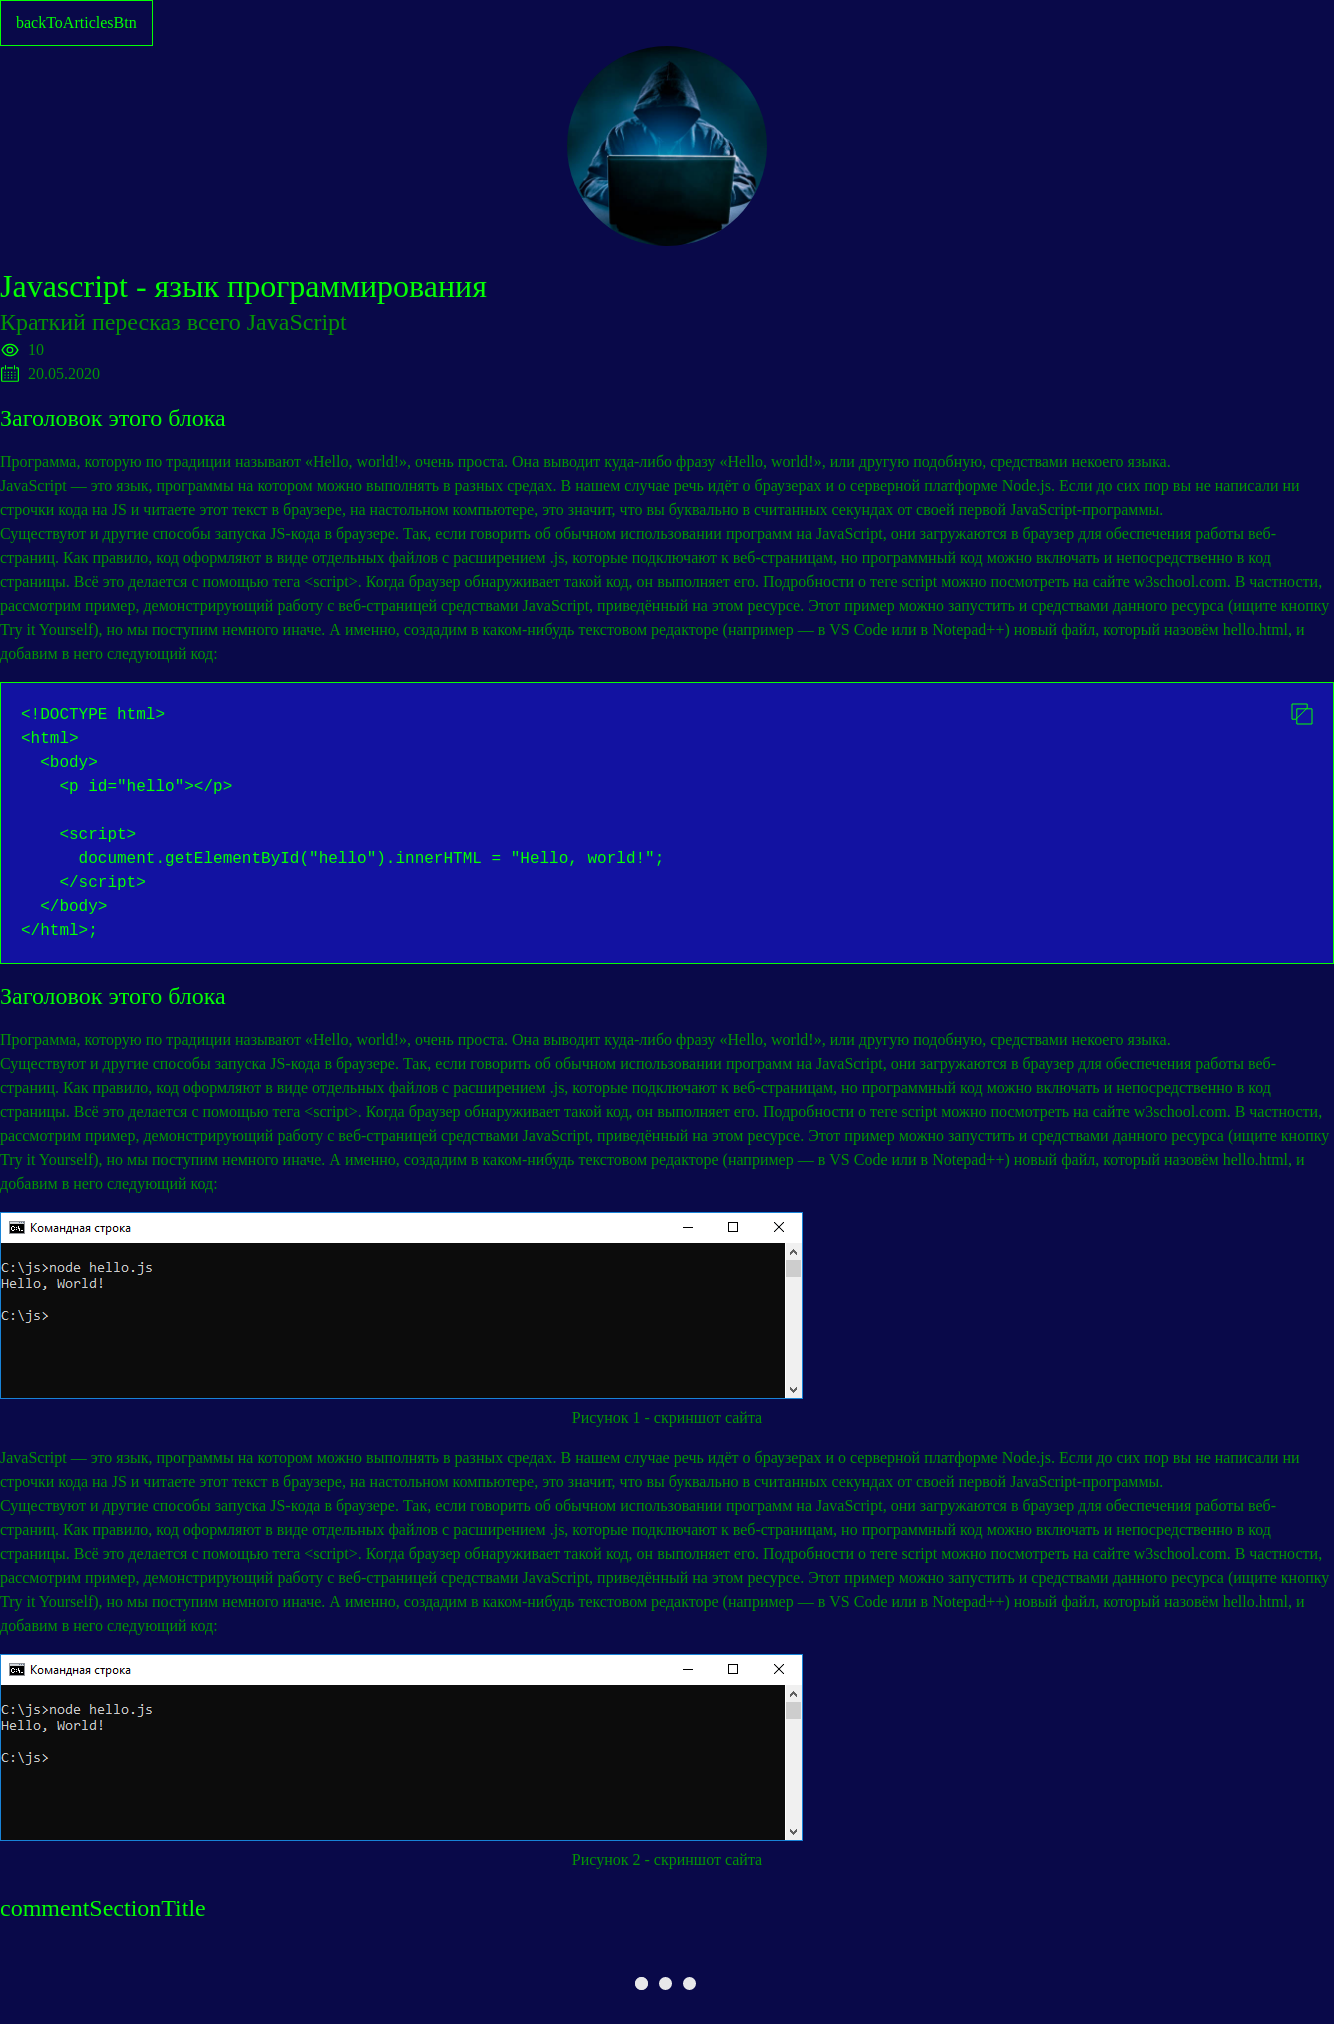 backToArticlesBtn
Javascript - язык программирования
Краткий пересказ всего JavaScript
10
20.05.2020
Заголовок этого блока
Программа, которую по традиции называют «Hello, world!», очень проста. Она выводит куда-либо фразу «Hello, world!», или другую подобную, средствами некоего языка.
JavaScript — это язык, программы на котором можно выполнять в разных средах. В нашем случае речь идёт о браузерах и о серверной платформе Node.js. Если до сих пор вы не написали ни
строчки кода на JS и читаете этот текст в браузере, на настольном компьютере, это значит, что вы буквально в считанных секундах от своей первой JavaScript-программы.
Существуют и другие способы запуска JS-кода в браузере. Так, если говорить об обычном использовании программ на JavaScript, они загружаются в браузер для обеспечения работы веб-
страниц. Как правило, код оформляют в виде отдельных файлов с расширением .js, которые подключают к веб-страницам, но программный код можно включать и непосредственно в код
страницы. Всё это делается с помощью тега <script>. Когда браузер обнаруживает такой код, он выполняет его. Подробности о теге script можно посмотреть на сайте w3school.com. В частности,
рассмотрим пример, демонстрирующий работу с веб-страницей средствами JavaScript, приведённый на этом ресурсе. Этот пример можно запустить и средствами данного ресурса (ищите кнопку
Try it Yourself), но мы поступим немного иначе. А именно, создадим в каком-нибудь текстовом редакторе (например — в VS Code или в Notepad++) новый файл, который назовём hello.html, и
добавим в него следующий код:
<!DOCTYPE html>
<html>
  <body>
    <p id="hello"></p>
    <script>
      document.getElementById("hello").innerHTML = "Hello, world!";
    </script>
  </body>
</html>;
Заголовок этого блока
Программа, которую по традиции называют «Hello, world!», очень проста. Она выводит куда-либо фразу «Hello, world!», или другую подобную, средствами некоего языка.
Существуют и другие способы запуска JS-кода в браузере. Так, если говорить об обычном использовании программ на JavaScript, они загружаются в браузер для обеспечения работы веб-
страниц. Как правило, код оформляют в виде отдельных файлов с расширением .js, которые подключают к веб-страницам, но программный код можно включать и непосредственно в код
страницы. Всё это делается с помощью тега <script>. Когда браузер обнаруживает такой код, он выполняет его. Подробности о теге script можно посмотреть на сайте w3school.com. В частности,
рассмотрим пример, демонстрирующий работу с веб-страницей средствами JavaScript, приведённый на этом ресурсе. Этот пример можно запустить и средствами данного ресурса (ищите кнопку
Try it Yourself), но мы поступим немного иначе. А именно, создадим в каком-нибудь текстовом редакторе (например — в VS Code или в Notepad++) новый файл, который назовём hello.html, и
добавим в него следующий код:
Командная строка
C:\js>node hello.js
Hello, World!
C:\js>
Рисунок 1 - скриншот сайта
JavaScript — это язык, программы на котором можно выполнять в разных средах. В нашем случае речь идёт о браузерах и о серверной платформе Node.js. Если до сих пор вы не написали ни
строчки кода на JS и читаете этот текст в браузере, на настольном компьютере, это значит, что вы буквально в считанных секундах от своей первой JavaScript-программы.
Существуют и другие способы запуска JS-кода в браузере. Так, если говорить об обычном использовании программ на JavaScript, они загружаются в браузер для обеспечения работы веб-
страниц. Как правило, код оформляют в виде отдельных файлов с расширением .js, которые подключают к веб-страницам, но программный код можно включать и непосредственно в код
страницы. Всё это делается с помощью тега <script>. Когда браузер обнаруживает такой код, он выполняет его. Подробности о теге script можно посмотреть на сайте w3school.com. В частности,
рассмотрим пример, демонстрирующий работу с веб-страницей средствами JavaScript, приведённый на этом ресурсе. Этот пример можно запустить и средствами данного ресурса (ищите кнопку
Try it Yourself), но мы поступим немного иначе. А именно, создадим в каком-нибудь текстовом редакторе (например — в VS Code или в Notepad++) новый файл, который назовём hello.html, и
добавим в него следующий код:
Командная строка
C:\js>node hello.js
Hello, World!
C:\js>
Рисунок 2 - скриншот сайта
commentSectionTitle